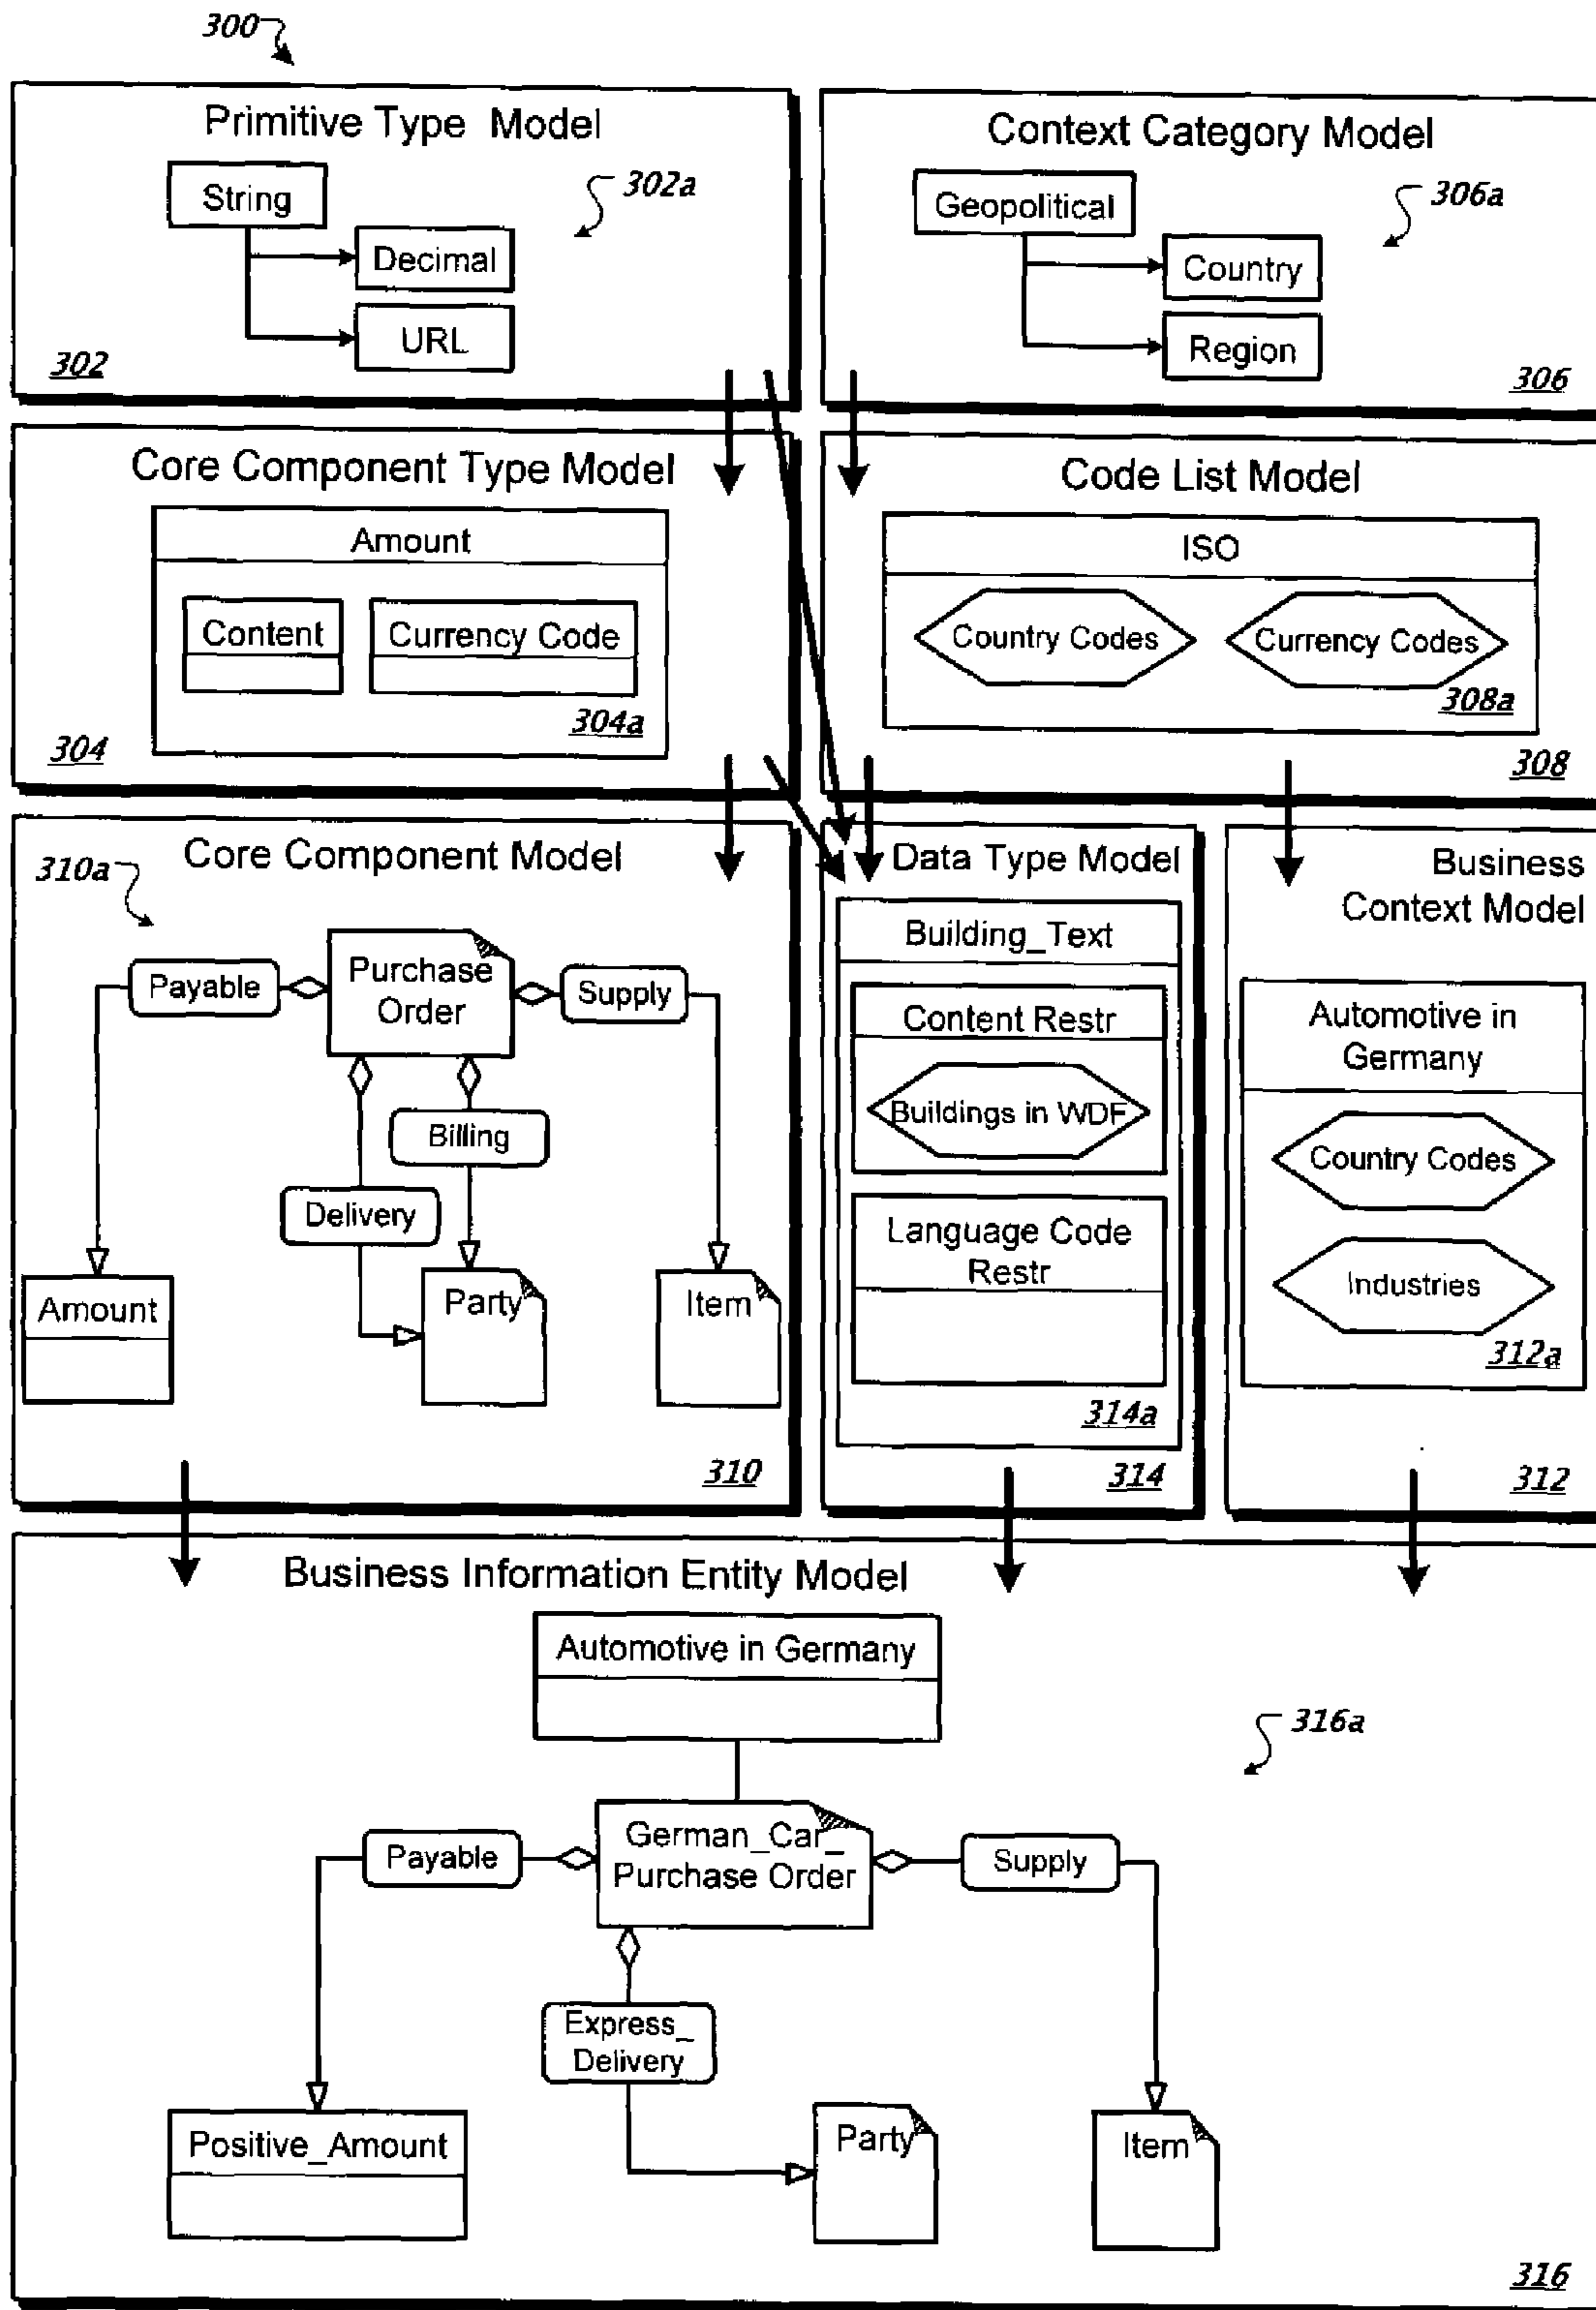 300
Primitive Type Model
String
302a
Decimal
URL
302
Context Category Model
Geopolitical
306a
Country
Region
306
Core Component Type Model
Amount
Content
Currency Code
304a
304
Code List Model
ISO
Country Codes
Currency Codes
308a
308
Core Component Model
310a
Purchase
Order
Payable
Supply
Billing
Delivery
Amount
Party
Item
310
Data Type Model
Building_Text
Content Restr
Buildings in WDF
Language Code
Restr
314a
314
Business
Context Model
Automotive in
Germany
Country Codes
Industries
312a
312
Business Information Entity Model
Automotive in Germany
316a
German_Car_
Purchase Order
Payable
Supply
Express_
Delivery
Positive_Amount
Party
Item
316